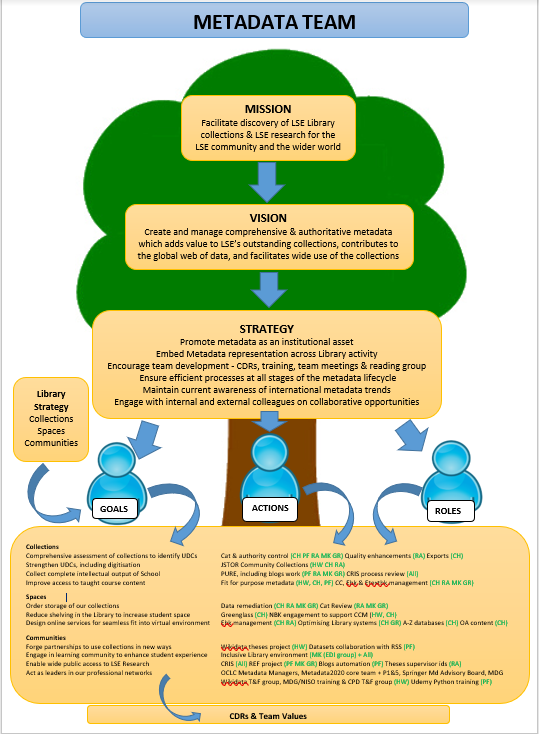 METADATA TEAM
MISSION
Facilitate discovery of LSE Library
collections & LSE research for the
LSE community and the wider world
VISION
Create and manage comprehensive & authoritative metadata
which adds value to LSE's outstanding collections, contributes to
the global web of data, and facilitates wide use of the collections
STRATEGY
Promote metadata as an institutional asset
Embed Metadata representation across Library activity
Encourage team development - CDRs, training, team meetings & reading group
Ensure efficient processes at all stages of the metadata lifecycle
Maintain current awareness of international metadata trends
Engage with internal and external colleagues on collaborative opportunities
Library
Strategy
Collections
Spaces
Communities
GOALS
ACTIONS
ROLES
Collections
Comprehensive assessment of collections to identify UDCs Cat & authority control (CH PF RA MK GR) Quality enhancements (RA) Exports (CH)
Strengthen UDCs, including digitisation JSTOR Community Collections (HW CH RA)
Collect complete intellectual output of School PURE, including blogs work (PF RA MK GR) CRIS process review (All)
Improve access to taught course content Fit for purpose metadata (HW, CH, PF) CC, management (CH RA MK GR)
Spaces
Order storage of our collections Data remediation (CH RA MK GR) Cat Review (RA MK GR)
Reduce shelving in the Library to increase student space Greenglass (CH) NBK engagement to support CCM (HW, CH)
Design online services for seamless fit into virtual environment management (CH RA) Optimising Library systems (CH GR) A-Z databases (CH) OA content (CH)
Communities
Forge partnerships to use collections in new ways Wikidata theses project (HW) Datasets collaboration with RSS (PF)
Engage in learning community to enhance student experience Inclusive Library environment (MK (EDI group) + All)
Enable wide public access to LSE Research CRIS (All) REF project (PF MK GR) Blogs automation (PF) Theses supervisor ids (RA)
Act as leaders in our professional networks OCLC Metadata Managers, Metadata2020 core team + P1&5, Springer Md Advisory Board, MDG
Wikidata T&F group, MDG/NISO training & CPD T&F group (HW) Udemy Python training (PF)
CDRs & Team Values